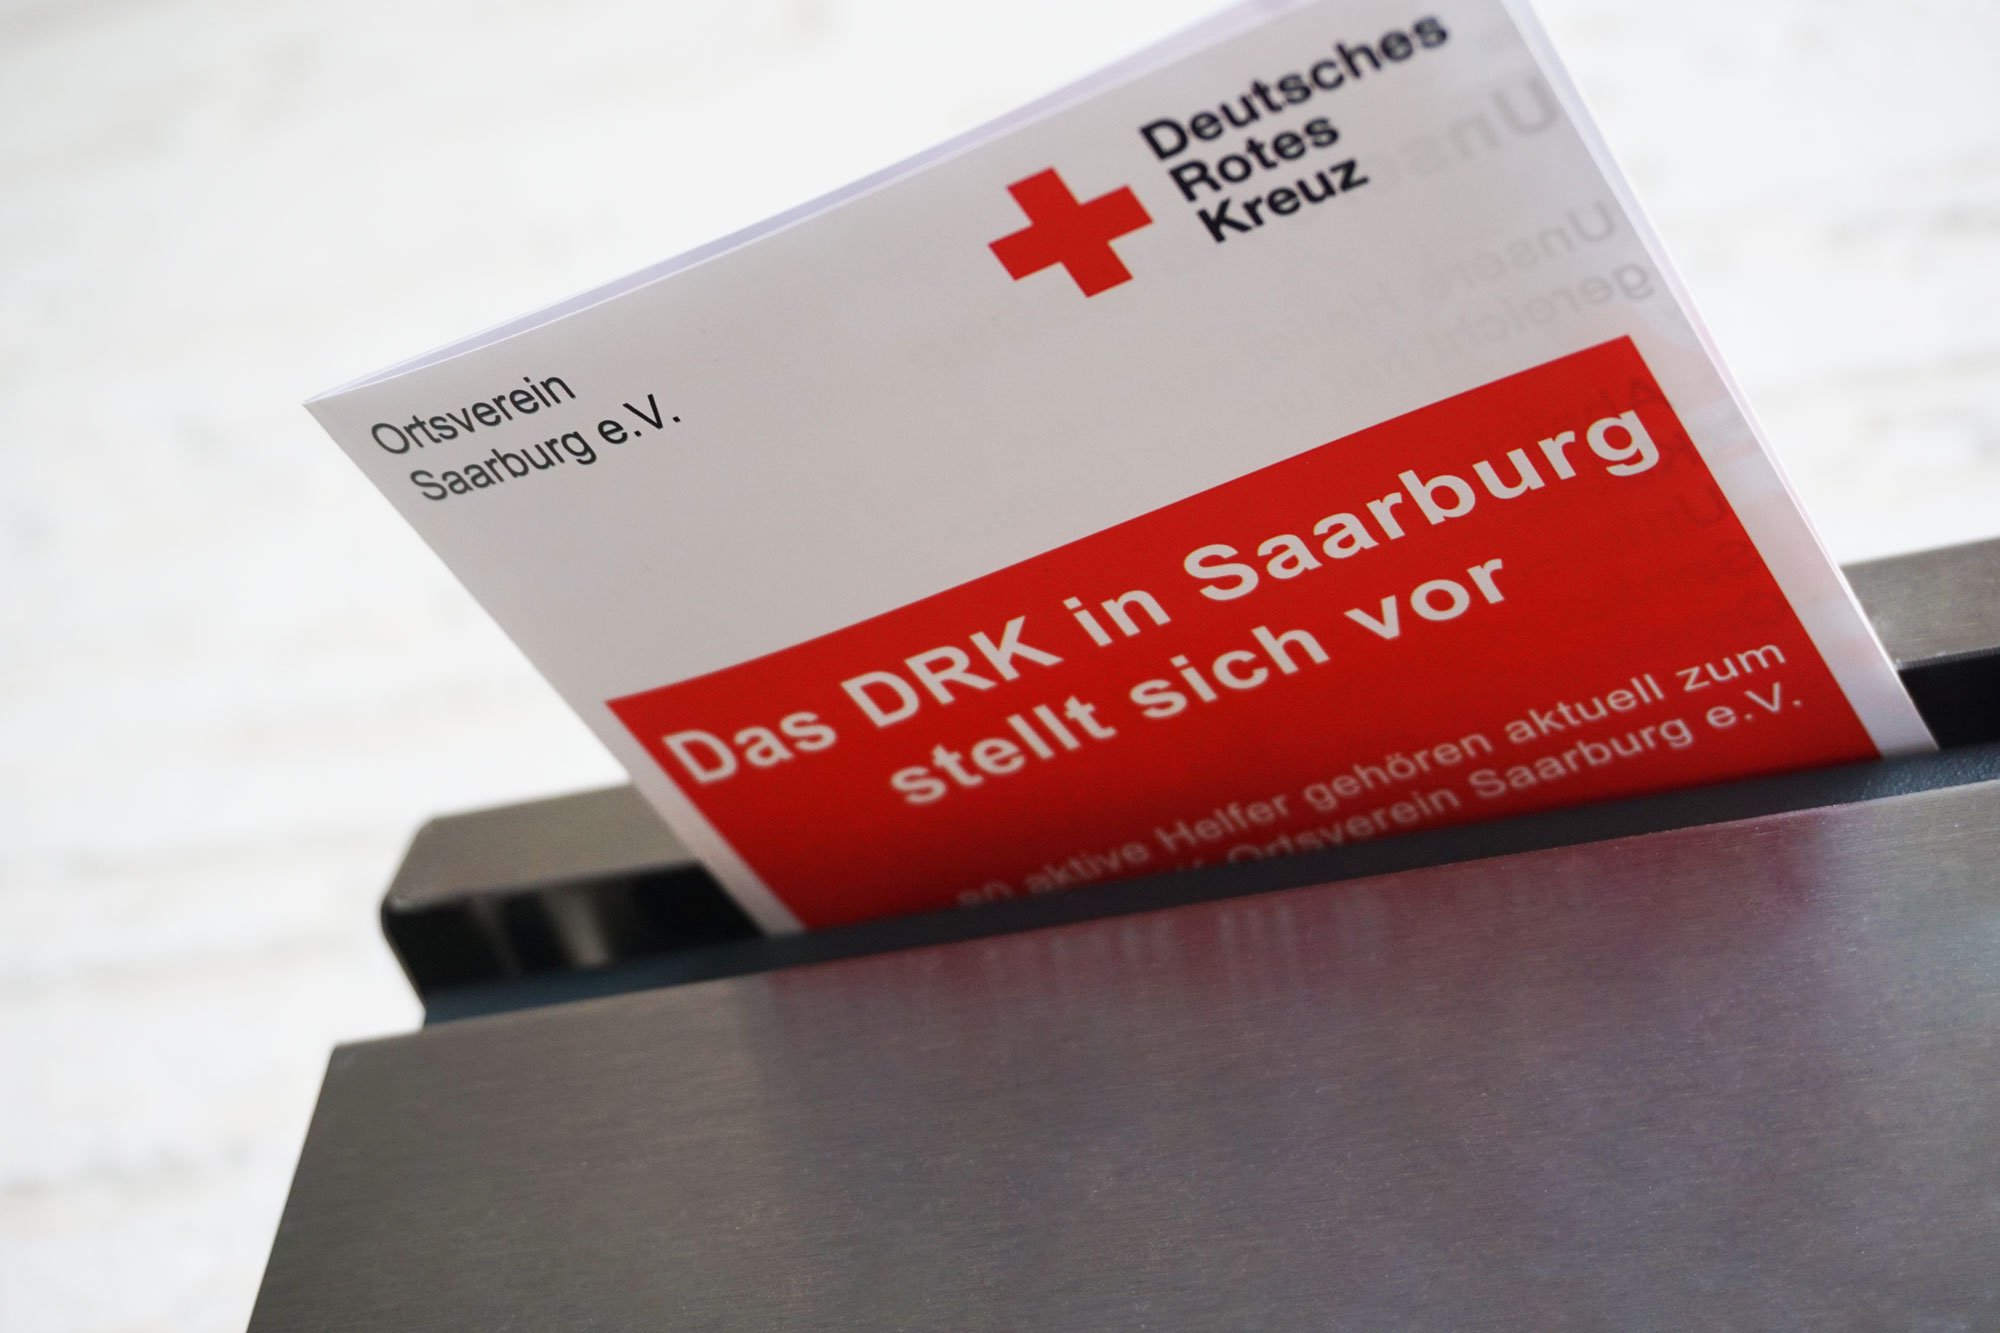 Deutsches
Rotes
Kreuz
Ortsverein
Saarburg e.V.
Das DRK in Saarburg
stellt sich vor
80 aktive Helfer gehören aktuell zum
Ortsverein Saarburg e.V.